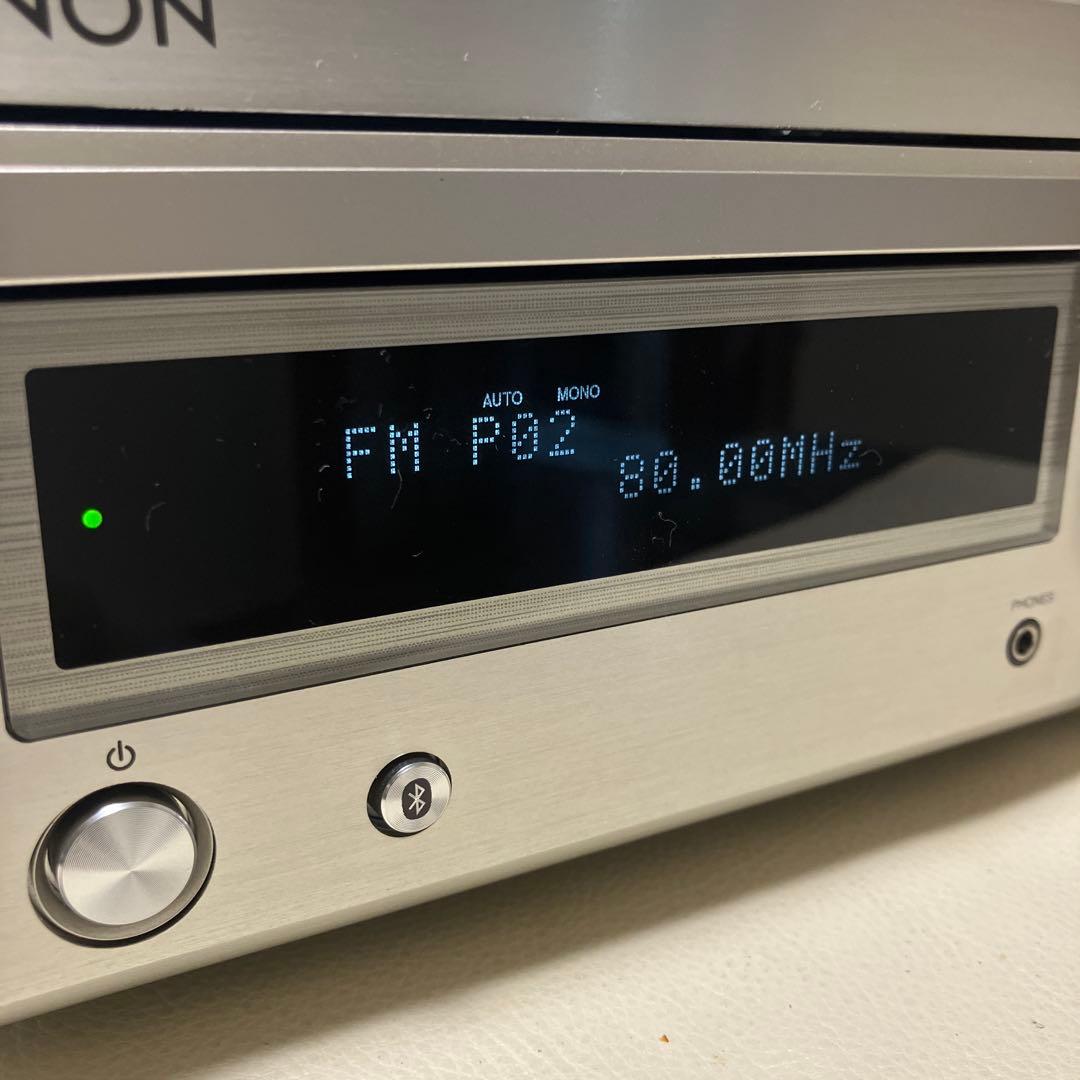 NON
AUTO MONO
FM P02
80.00MHz
PHONES